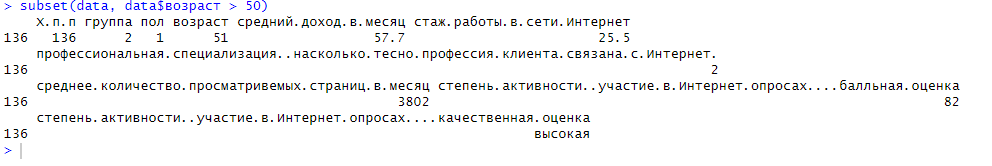 > subset(data, data$возраст > 50)
X.п.п группа пол возраст средний.доход.в.месяц стаж.работы.в.сети.Интернет
136 136 2 1 51 57.7 25.5
профессиональная.специализация..насколько.тесно.профессия.клиента.связана.с.Интернет.
136 2
среднее.количество.просматривемых.страниц.в.месяц степень.активности..участие.в.Интернет.опросах....балльная.оценка
136 3802 82
степень.активности..участие.в.Интернет.опросах....качественная.оценка
136 высокая
>